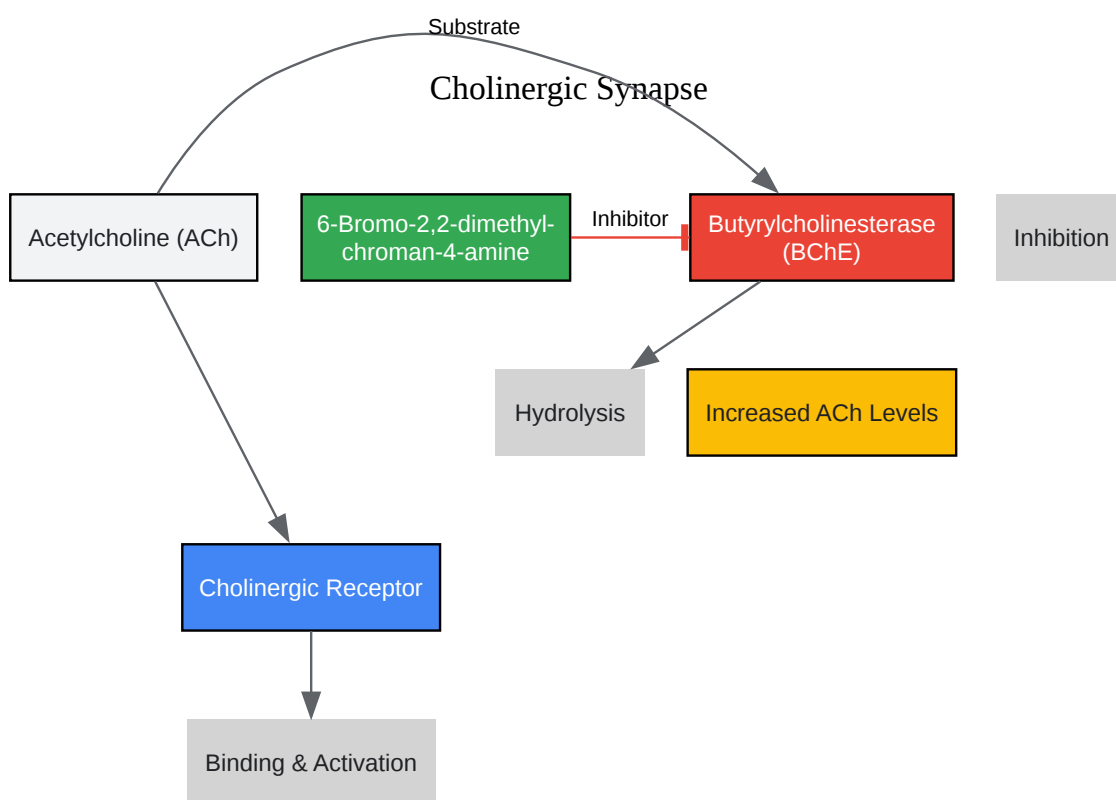 Substrate
Cholinergic Synapse
Acetylcholine (ACh)
6-Bromo-2,2-dimethyl-
chroman-4-amine
Inhibitor
Butyrylcholinesterase
(BChE)
Inhibition
Hydrolysis
Increased ACh Levels
Cholinergic Receptor
Binding & Activation